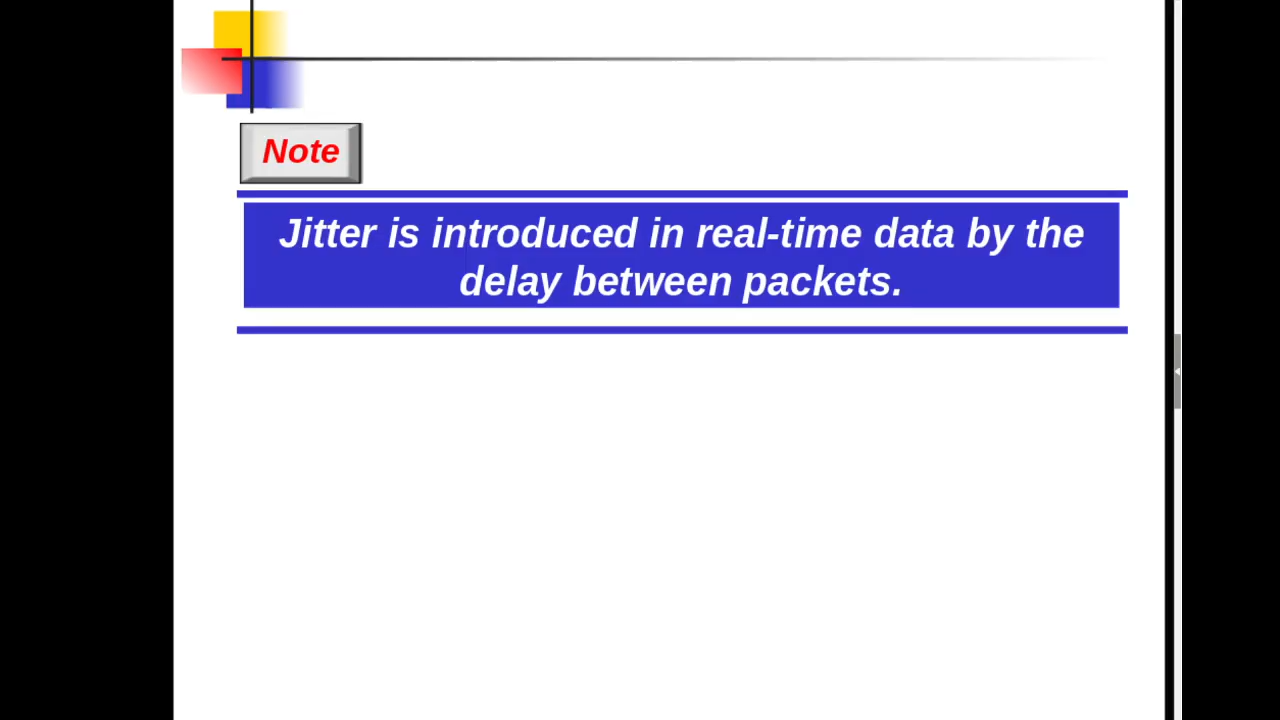 Note
Jitter is introduced in real-time data by the
delay between packets.